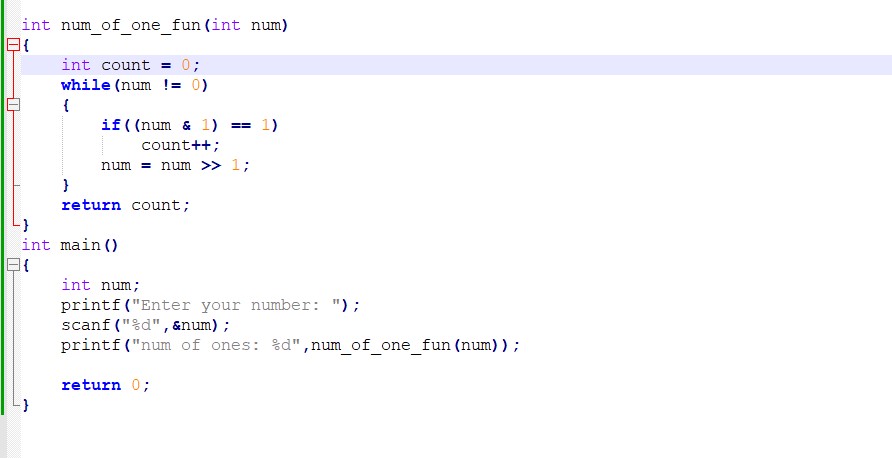 int num_of_one_fun(int num)
{
    int count = 0;
    while(num != 0)
    {
        if((num & 1) == 1)
            count++;
        num = num >> 1;
    }
    return count;
}
int main()
{
    int num;
    printf("Enter your number: ");
    scanf("%d",&num);
    printf("num of ones: %d",num_of_one_fun(num));

    return 0;
}